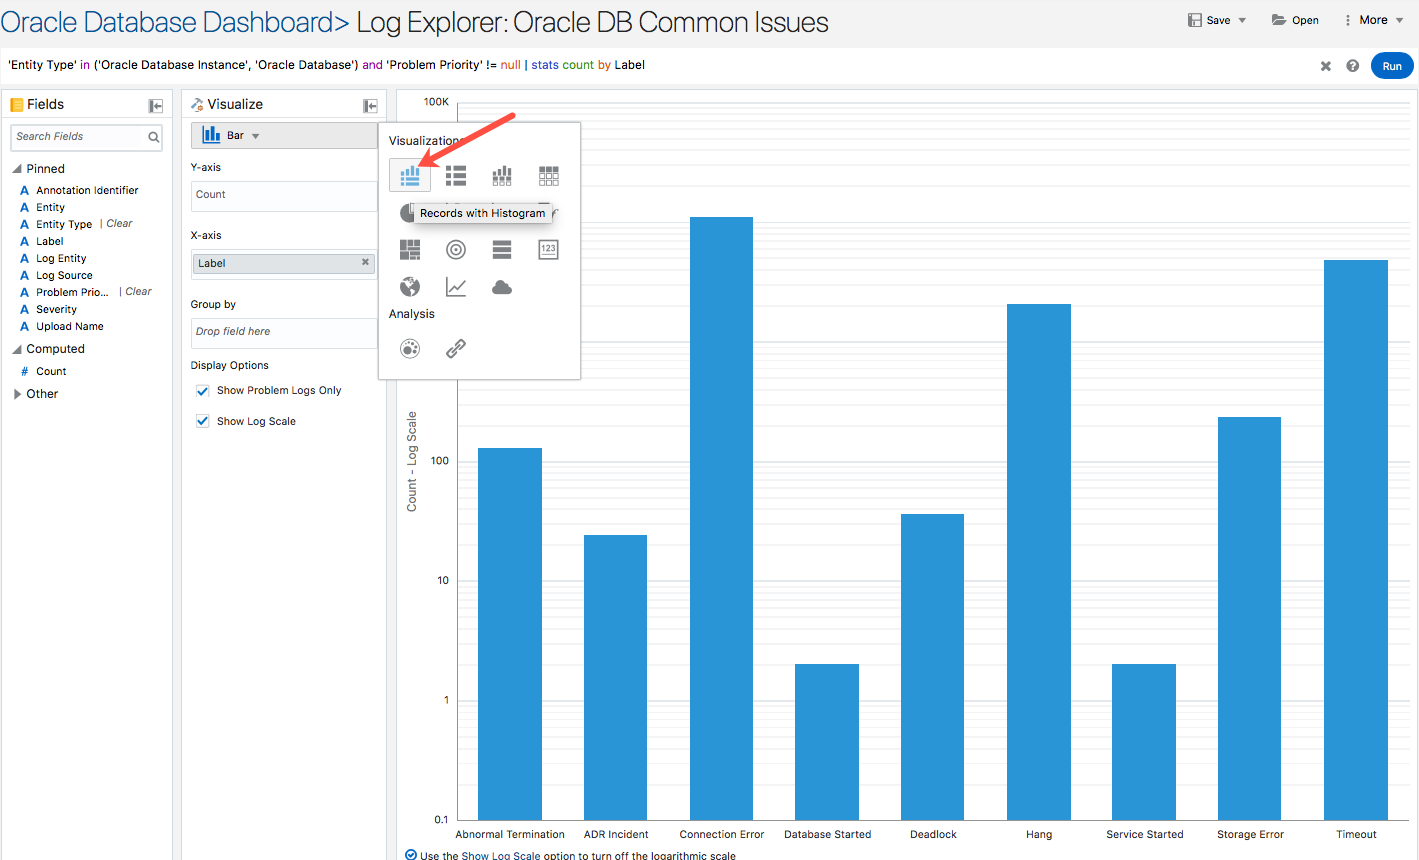 Oracle Database Dashboard> Log Explorer: Oracle DB Common Issues
Save
Open
More
'Entity Type' in ('Oracle Database Instance', 'Oracle Database') and 'Problem Priority' != null | stats count by Label
Run
Fields
Search Fields
Pinned
A Annotation Identifier
A Entity
A Entity Type | Clear
A Label
A Log Entity
A Log Source
A Problem Prio... | Clear
A Severity
A Upload Name
Computed
# Count
Other
Visualize
Bar
Y-axis
Count
X-axis
Label
Group by
Drop field here
Display Options
Show Problem Logs Only
Show Log Scale
Visualizations
Records with Histogram
123
Analysis
100K
100
10
1
0.1
Count - Log Scale
Abnormal Termination
ADR Incident
Connection Error
Database Started
Deadlock
Hang
Service Started
Storage Error
Timeout
Use the Show Log Scale option to turn off the logarithmic scale